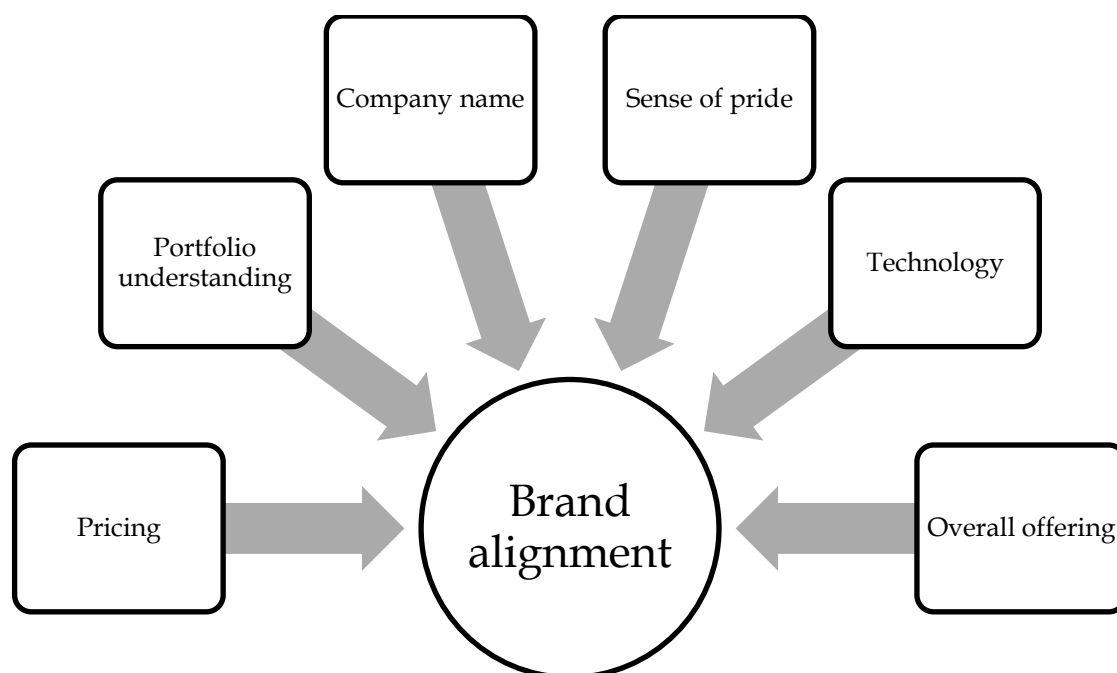 Company name
Sense of pride
Portfolio
understanding
Technology
Pricing
Brand
alignment
Overall offering